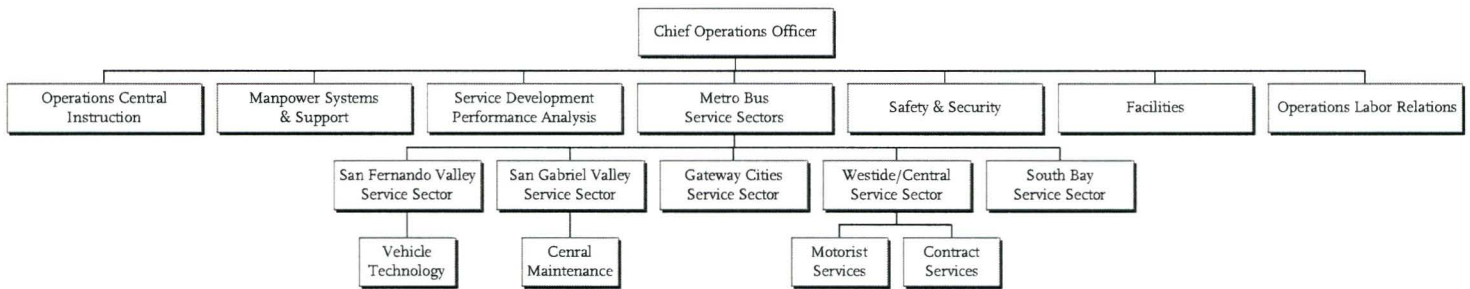 Chief Operations Officer
Operations Central
Instruction
Manpower Systems
& Support
Service Development
Performance Analysis
Metro Bus
Service Sectors
Safety & Security
Facilities
Operations Labor Relations
San Fernando Valley
Service Sector
San Gabriel Valley
Service Sector
Gateway Cities
Service Sector
Westide/Central
Service Sector
South Bay
Service Sector
Vehicle
Technology
Cenral
Maintenance
Motorist
Services
Contract
Services